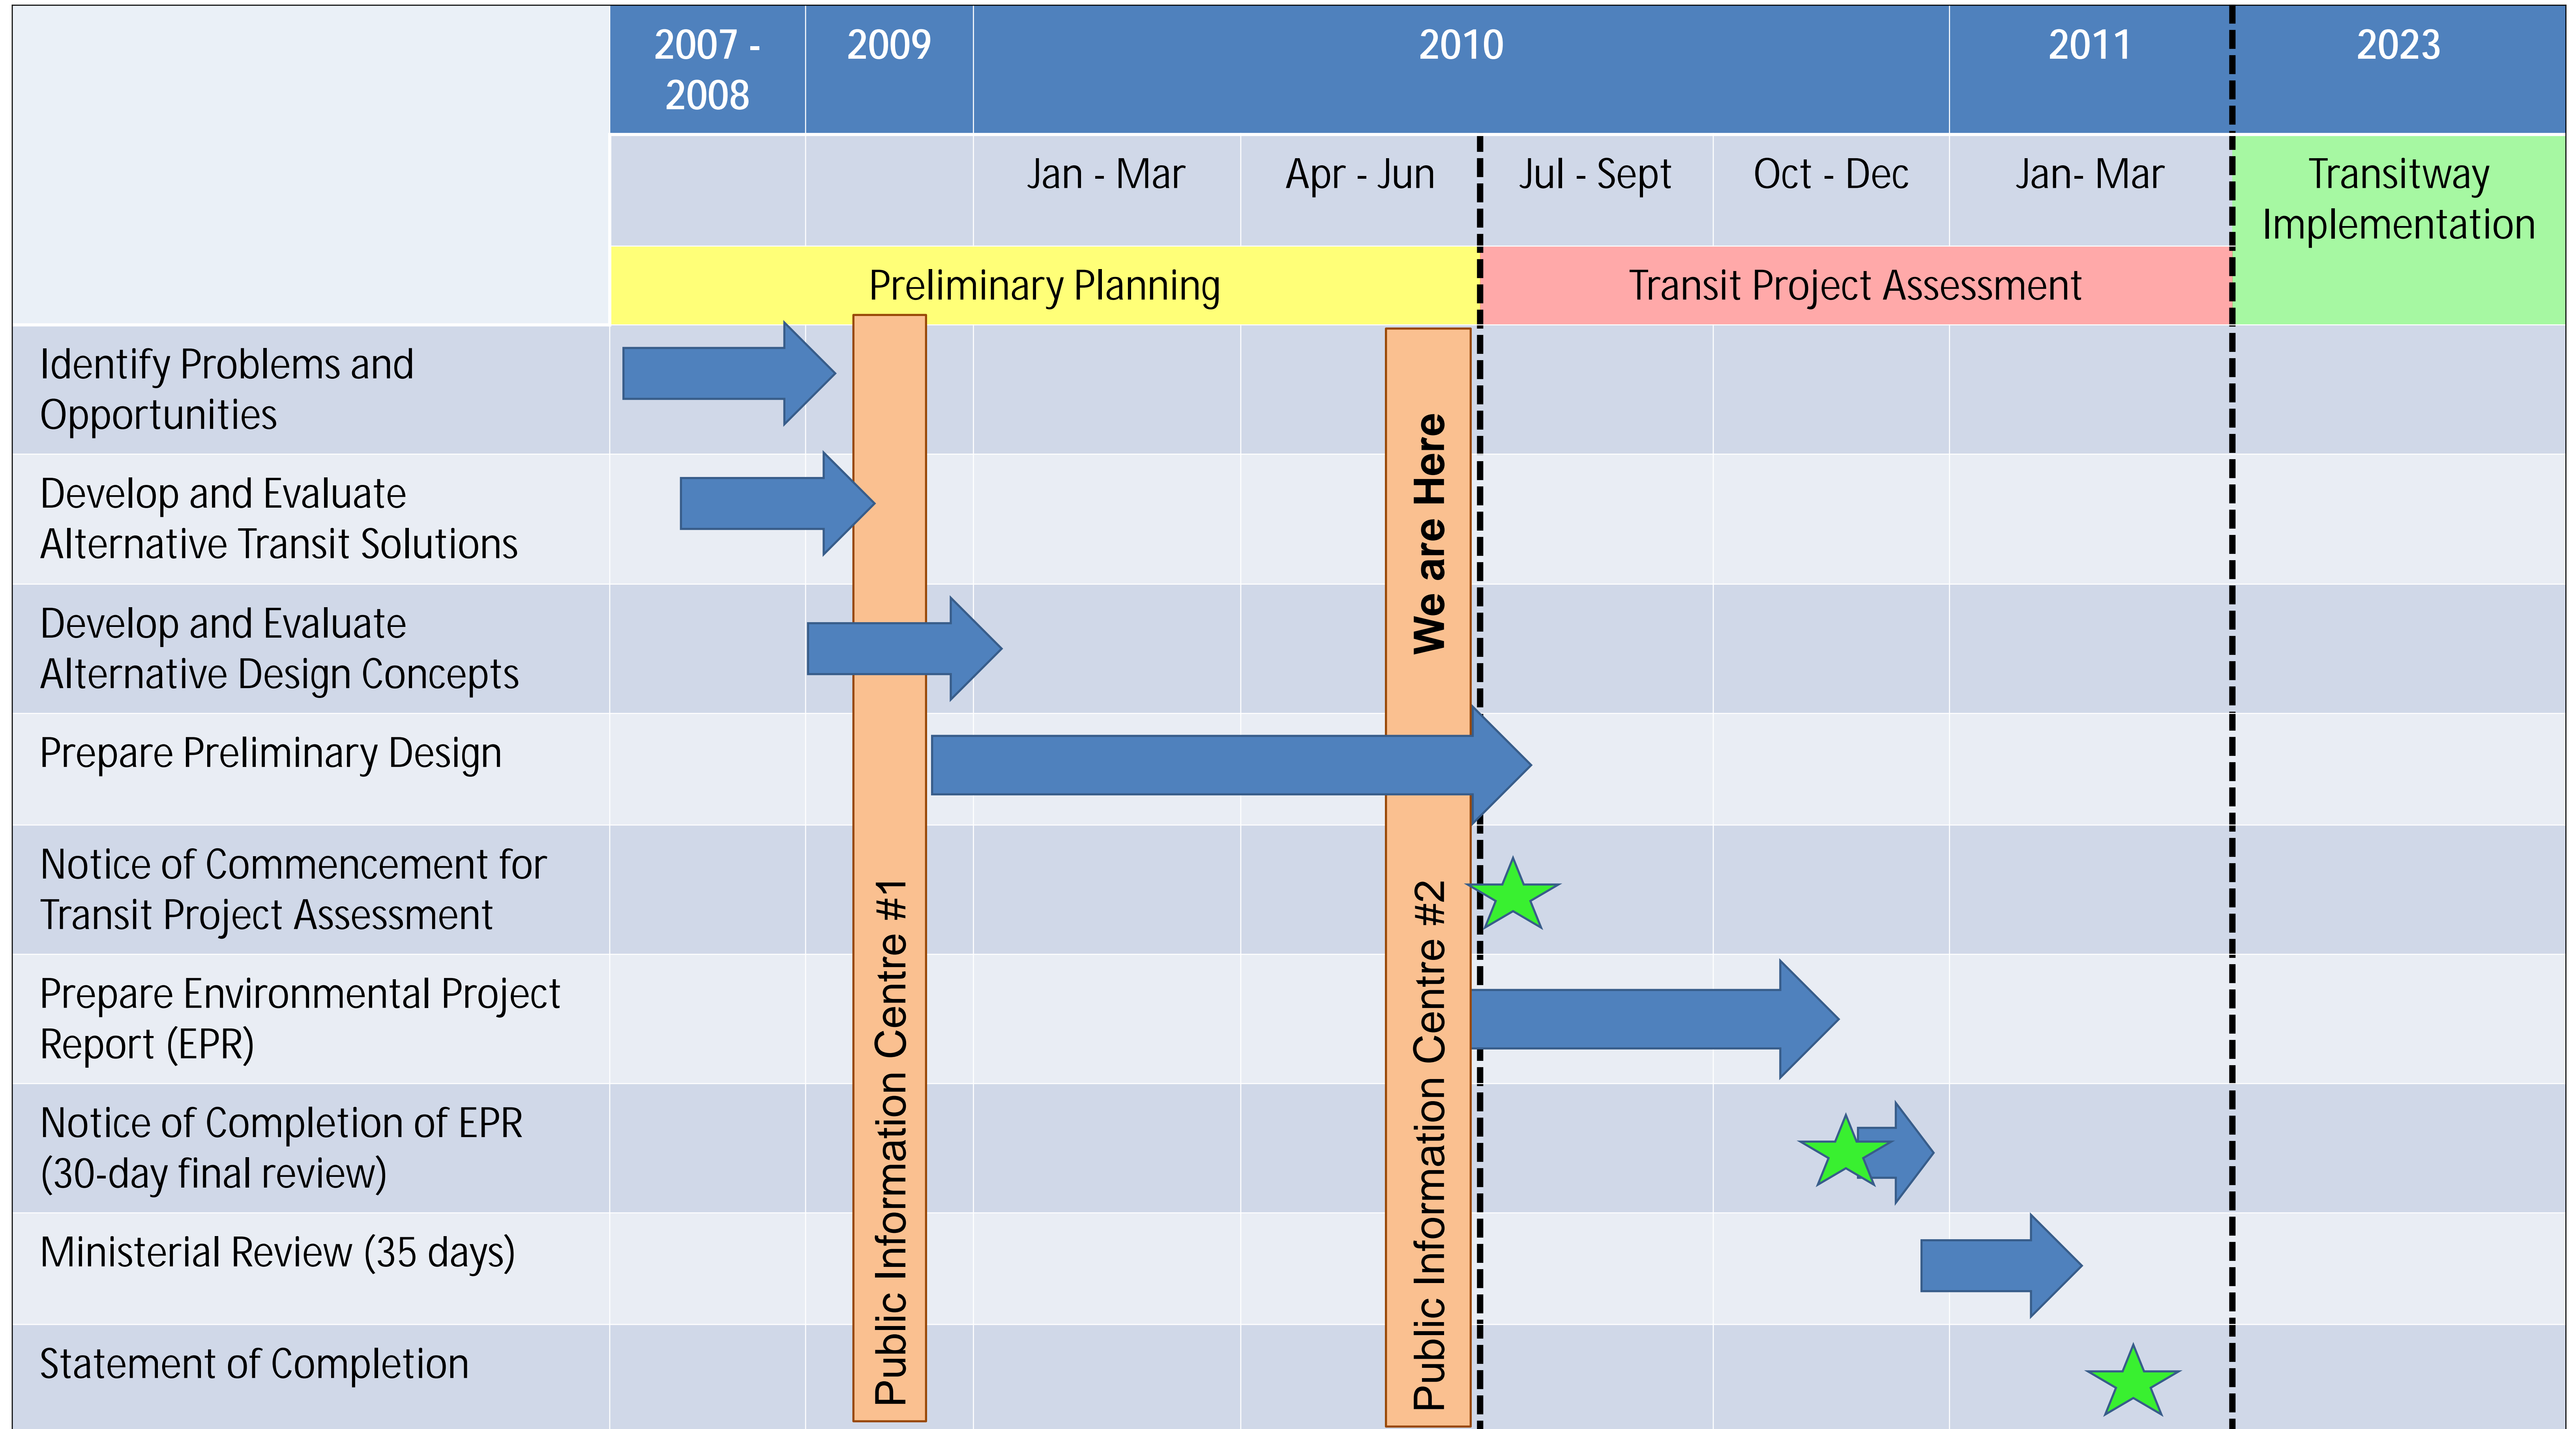 2007 -
2008
2009
2010
2011
2023
Jan - Mar
Apr - Jun
Jul - Sept
Oct - Dec
Jan- Mar
Transitway
Implementation
Preliminary Planning
Transit Project Assessment
Identify Problems and
Opportunities
Develop and Evaluate
Alternative Transit Solutions
Develop and Evaluate
Alternative Design Concepts
Prepare Preliminary Design
Notice of Commencement for
Transit Project Assessment
Prepare Environmental Project
Report (EPR)
Notice of Completion of EPR
(30-day final review)
Ministerial Review (35 days)
Statement of Completion
Public Information Centre #1
Public Information Centre #2
We are Here